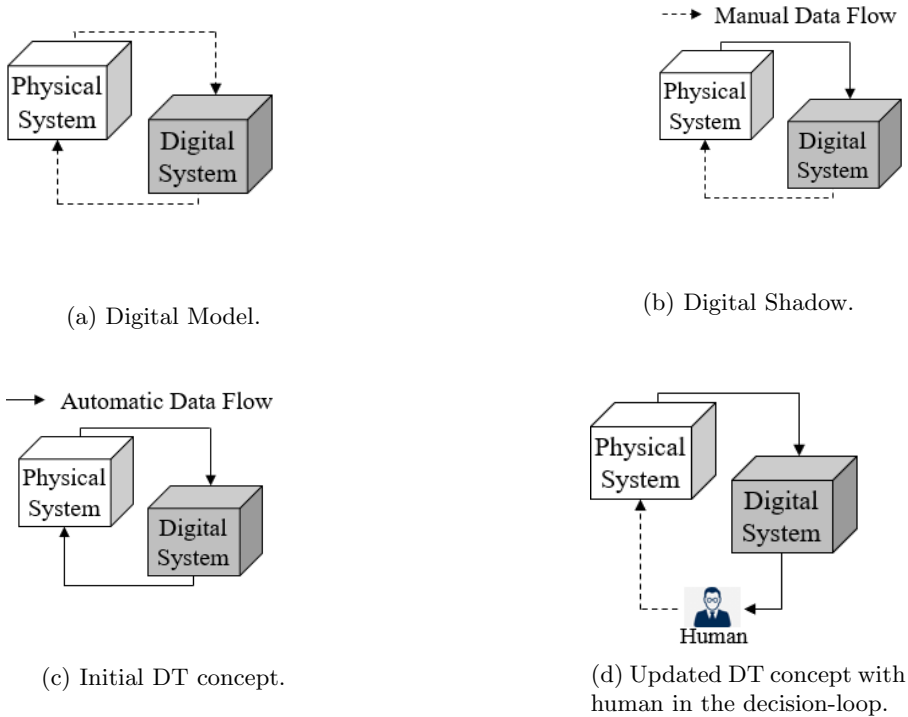 Physical
System
Digital
System
(a) Digital Model.
Manual Data Flow
Physical
System
Digital
System
(b) Digital Shadow.
Automatic Data Flow
Physical
System
Digital
System
(c) Initial DT concept.
Physical
System
Digital
System
Human
(d) Updated DT concept with
human in the decision-loop.